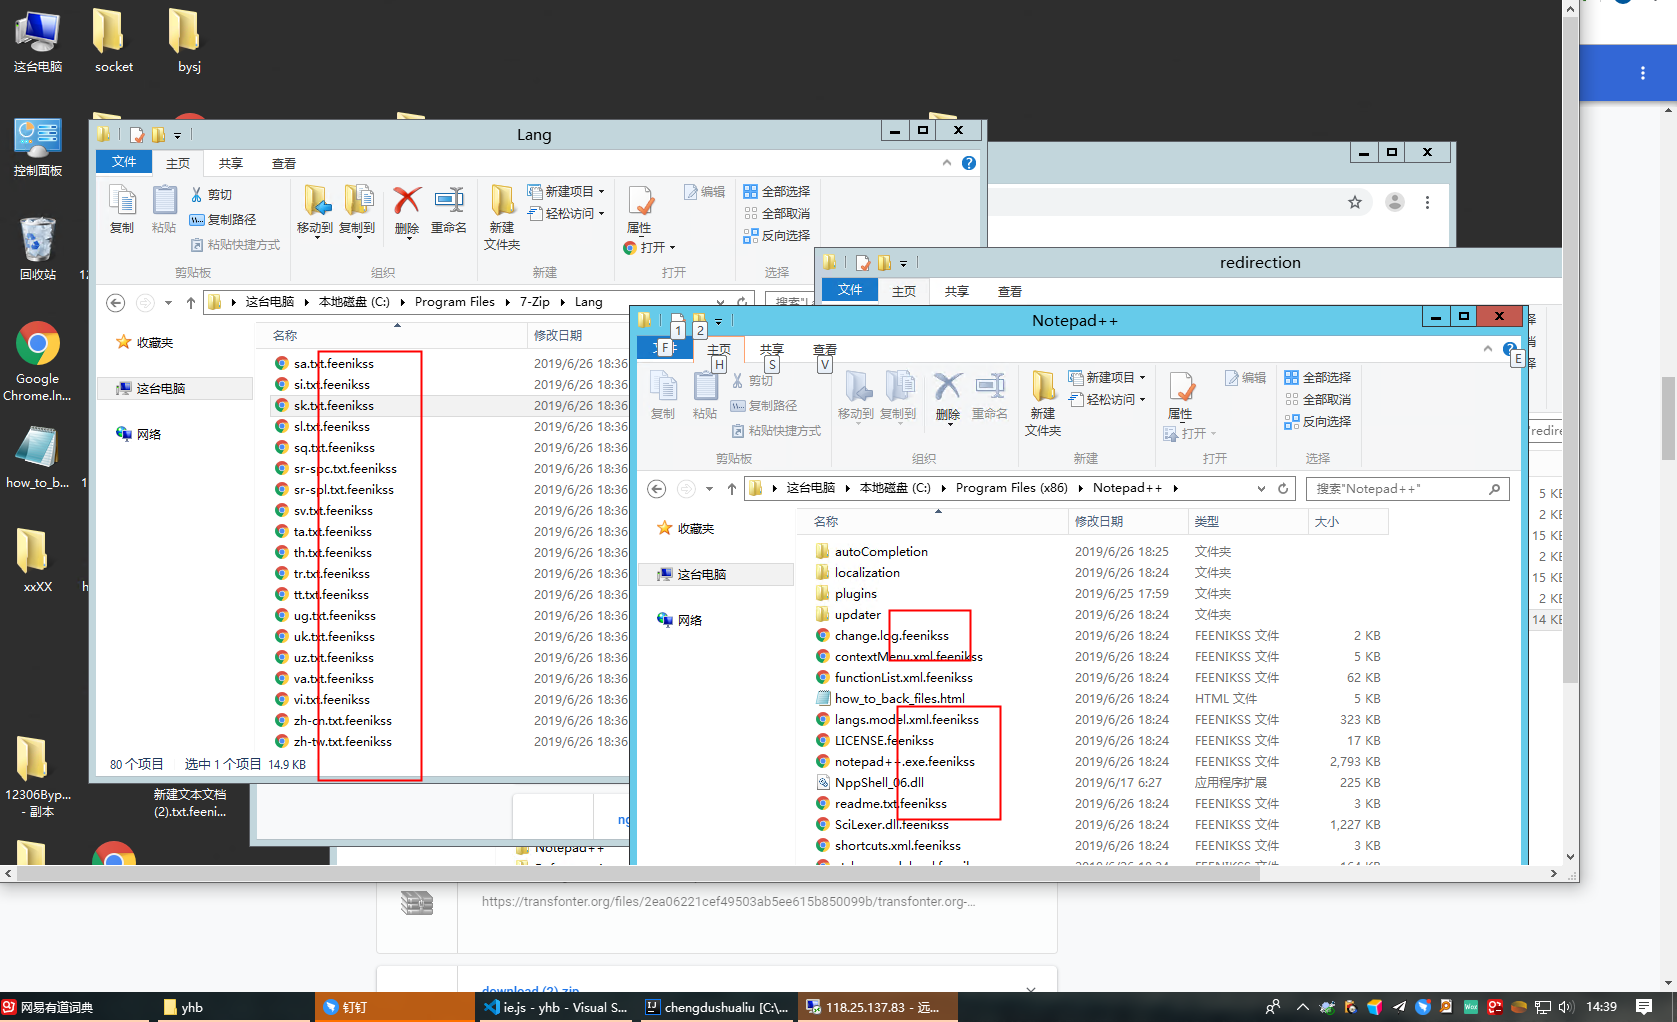 这台电脑
socket
bysj
控制面板
回收站
Google
Chrome.ln...
how_to_b...
xxXX
12306Byp...
- 副本
新建文本文档
(2).txt.feeni...
Lang
文件
主页
共享
查看
复制
粘贴
剪切
复制路径
粘贴快捷方式
剪贴板
移动到
复制到
删除
重命名
组织
新建
文件夹
新建项目
轻松访问
新建
属性
打开
编辑
打开
全部选择
全部取消
反向选择
选择
这台电脑
本地磁盘 (C:)
Program Files
7-Zip
Lang
收藏夹
这台电脑
网络
名称
修改日期
sa.txt.feenikss 2019/6/26 18:36
si.txt.feenikss 2019/6/26 18:36
sk.txt.feenikss 2019/6/26 18:36
sl.txt.feenikss 2019/6/26 18:36
sq.txt.feenikss 2019/6/26 18:36
sr-spc.txt.feenikss 2019/6/26 18:36
sr-spl.txt.feenikss 2019/6/26 18:36
sv.txt.feenikss 2019/6/26 18:36
ta.txt.feenikss 2019/6/26 18:36
th.txt.feenikss 2019/6/26 18:36
tr.txt.feenikss 2019/6/26 18:36
tt.txt.feenikss 2019/6/26 18:36
ug.txt.feenikss 2019/6/26 18:36
uk.txt.feenikss 2019/6/26 18:36
uz.txt.feenikss 2019/6/26 18:36
va.txt.feenikss 2019/6/26 18:36
vi.txt.feenikss 2019/6/26 18:36
zh-cn.txt.feenikss 2019/6/26 18:36
zh-tw.txt.feenikss 2019/6/26 18:36
80 个项目 选中 1 个项目 14.9 KB
redirection
文件
主页
共享
查看
5 KE
2 KE
15 KE
2 KE
15 KE
2 KE
14 KE
Notepad++
1
2
F
主页
H
共享
S
查看
V
E
复制
粘贴
剪切
复制路径
粘贴快捷方式
剪贴板
移动到
复制到
删除
重命名
组织
新建
文件夹
新建项目
轻松访问
新建
属性
打开
编辑
打开
全部选择
全部取消
反向选择
选择
这台电脑
本地磁盘 (C:)
Program Files (x86)
Notepad++
搜索"Notepad++"
收藏夹
这台电脑
网络
名称 修改日期 类型 大小
autoCompletion 2019/6/26 18:25 文件夹
localization 2019/6/26 18:24 文件夹
plugins 2019/6/25 17:59 文件夹
updater 2019/6/26 18:24 文件夹
change.log.feenikss 2019/6/26 18:24 FEENIKSS 文件 2 KB
contextMenu.xml.feenikss 2019/6/26 18:24 FEENIKSS 文件 5 KB
functionList.xml.feenikss 2019/6/26 18:24 FEENIKSS 文件 62 KB
how_to_back_files.html 2019/6/26 18:24 HTML 文件 5 KB
langs.model.xml.feenikss 2019/6/26 18:24 FEENIKSS 文件 323 KB
LICENSE.feenikss 2019/6/26 18:24 FEENIKSS 文件 17 KB
notepad++.exe.feenikss 2019/6/26 18:24 FEENIKSS 文件 2,793 KB
NppShell_06.dll 2019/6/17 6:27 应用程序扩展 225 KB
readme.txt.feenikss 2019/6/26 18:24 FEENIKSS 文件 3 KB
SciLexer.dll.feenikss 2019/6/26 18:24 FEENIKSS 文件 1,227 KB
shortcuts.xml.feenikss 2019/6/26 18:24 FEENIKSS 文件 3 KB
Notepad++
https://transfonter.org/files/2ea06221cef49503ab5ee615b850099b/transfonter.org-...
download (2).zip
网易有道词典
yhb
钉钉
ie.js - yhb - Visual S...
chengdushualiu [C:\...
118.25.137.83 - 远...
14:39